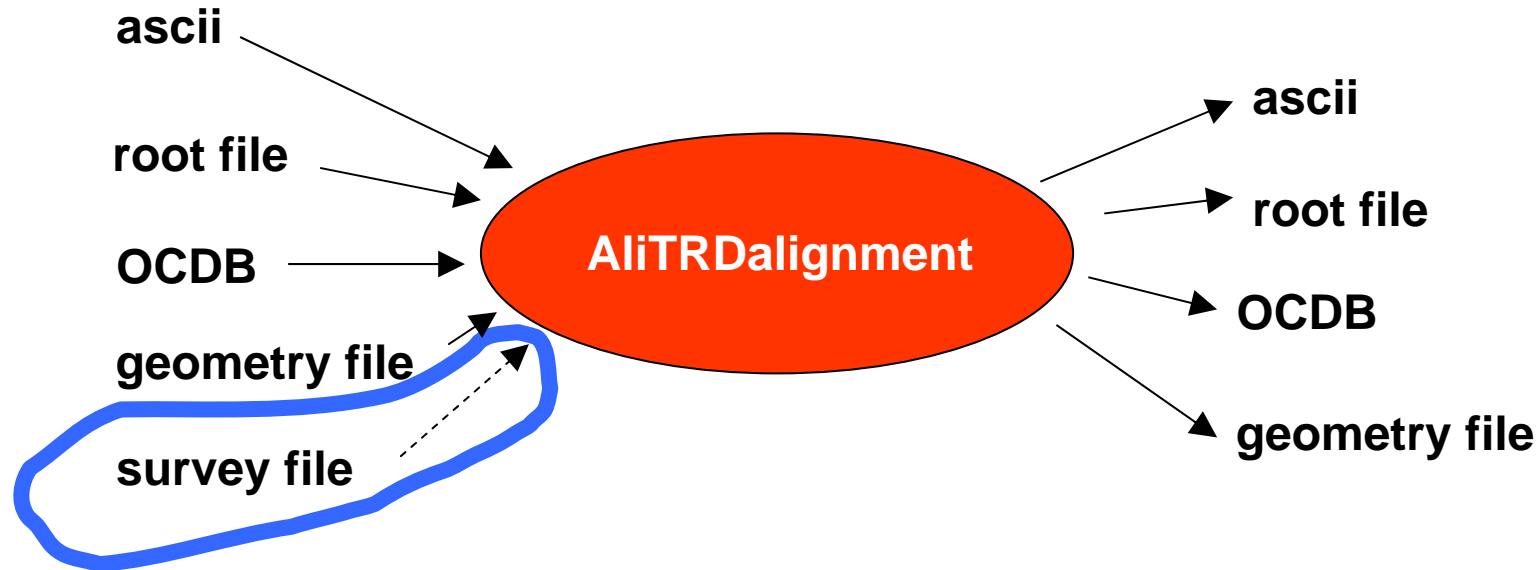 ascii
root file
OCDB
geometry file
survey file
AliTRDalignment
ascii
root file
OCDB
geometry file